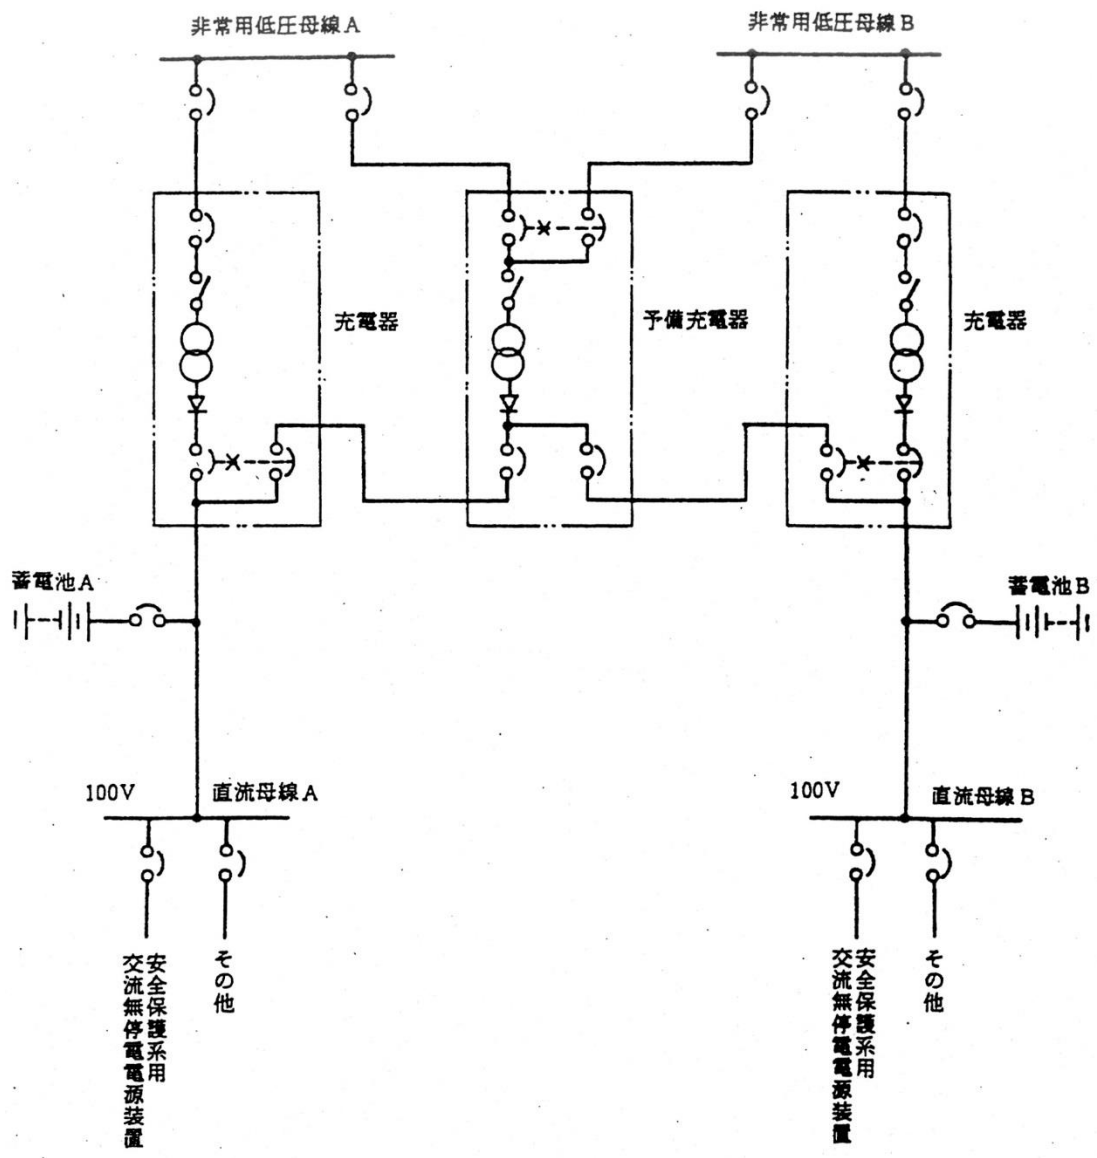 非常用低圧母線A
非常用低圧母線B
充電器
予備充電器
充電器
蓄電池A
蓄電池B
100V
直流母線A
100V
直流母線B
安全保護系用
交流無停電電源装置
その他
安全保護系用
交流無停電電源装置
その他